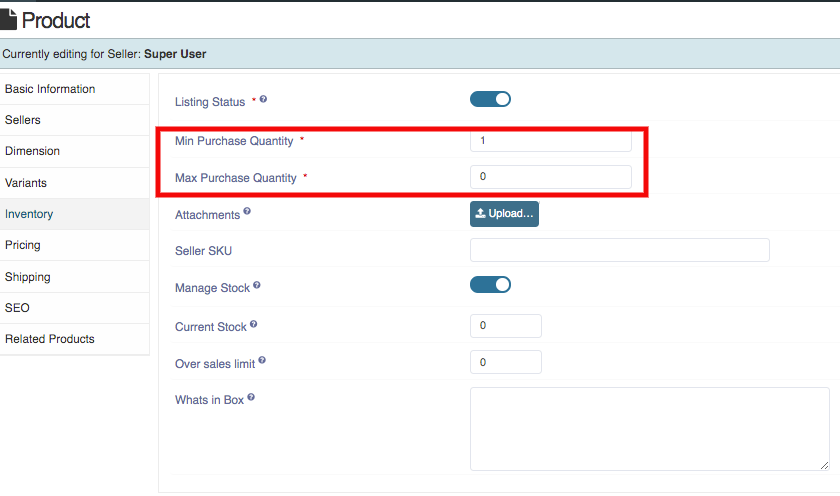 Product
Currently editing for Seller: Super User
Basic Information
Sellers
Dimension
Variants
Inventory
Pricing
Shipping
SEO
Related Products
Listing Status * ?
Min Purchase Quantity * 1
Max Purchase Quantity * 0
Attachments ? Upload...
Seller SKU
Manage Stock ?
Current Stock ? 0
Over sales limit ? 0
Whats in Box ?